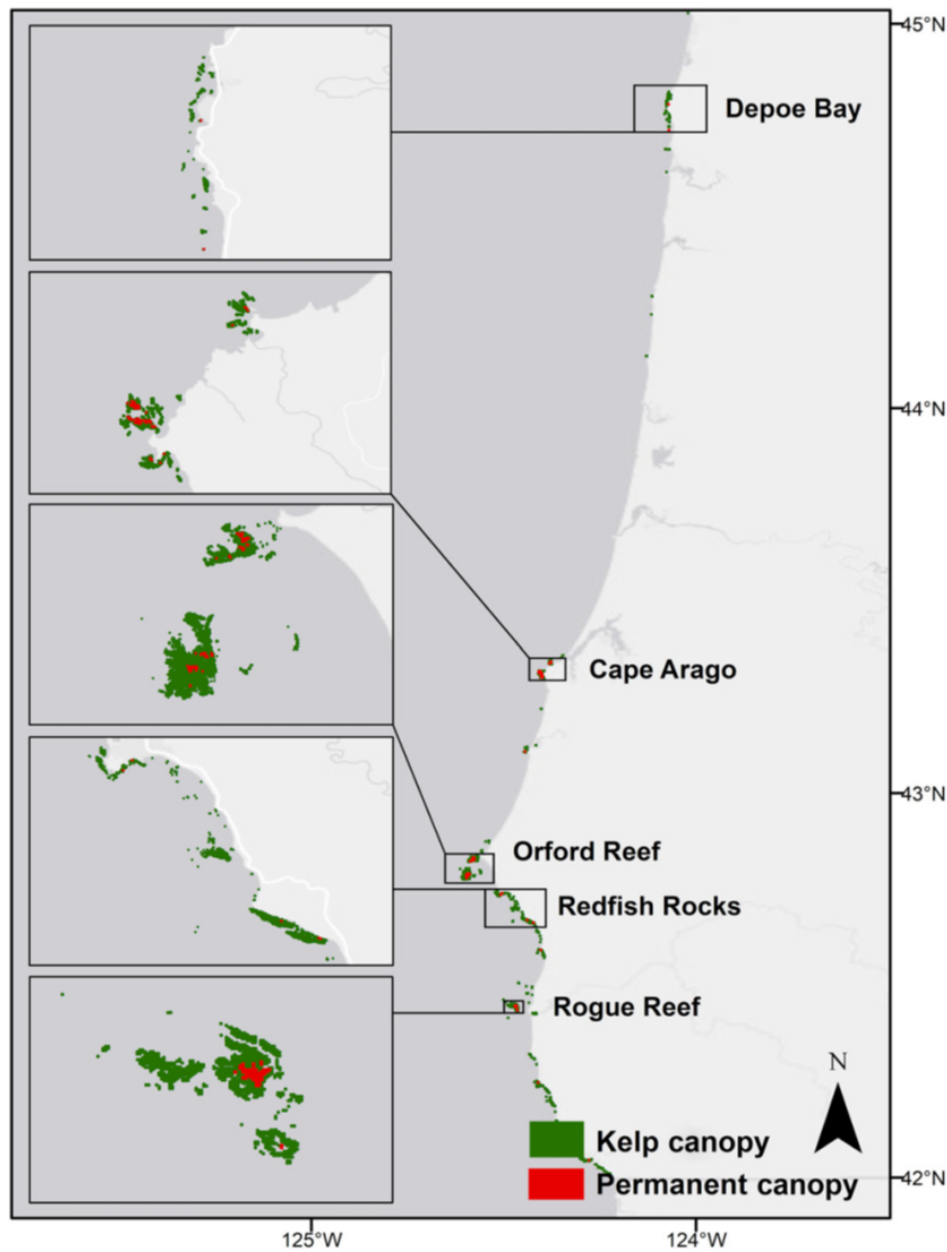 45°N
Depoe Bay
44°N
Cape Arago
43°N
Orford Reef
Redfish Rocks
Rogue Reef
N
Kelp canopy
Permanent canopy
42°N
125°W
124°W